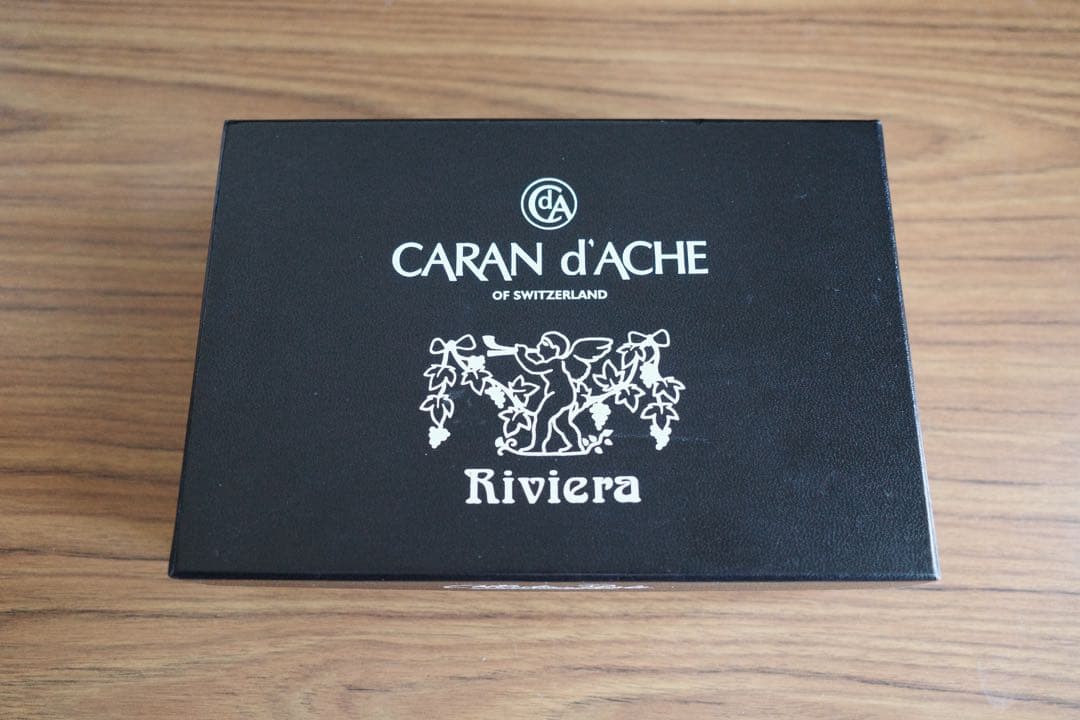 CdA
CARAN d'ACHE
OF SWITZERLAND
Riviera